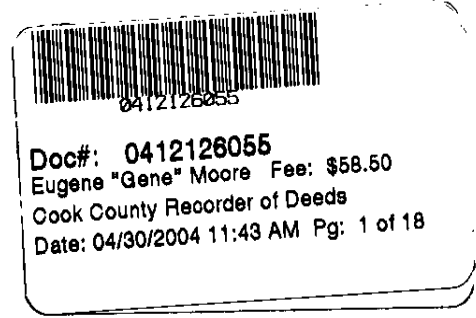 0412126055
Doc#: 0412126055
Eugene "Gene" Moore Fee: $58.50
Cook County Recorder of Deeds
Date: 04/30/2004 11:43 AM Pg: 1 of 18